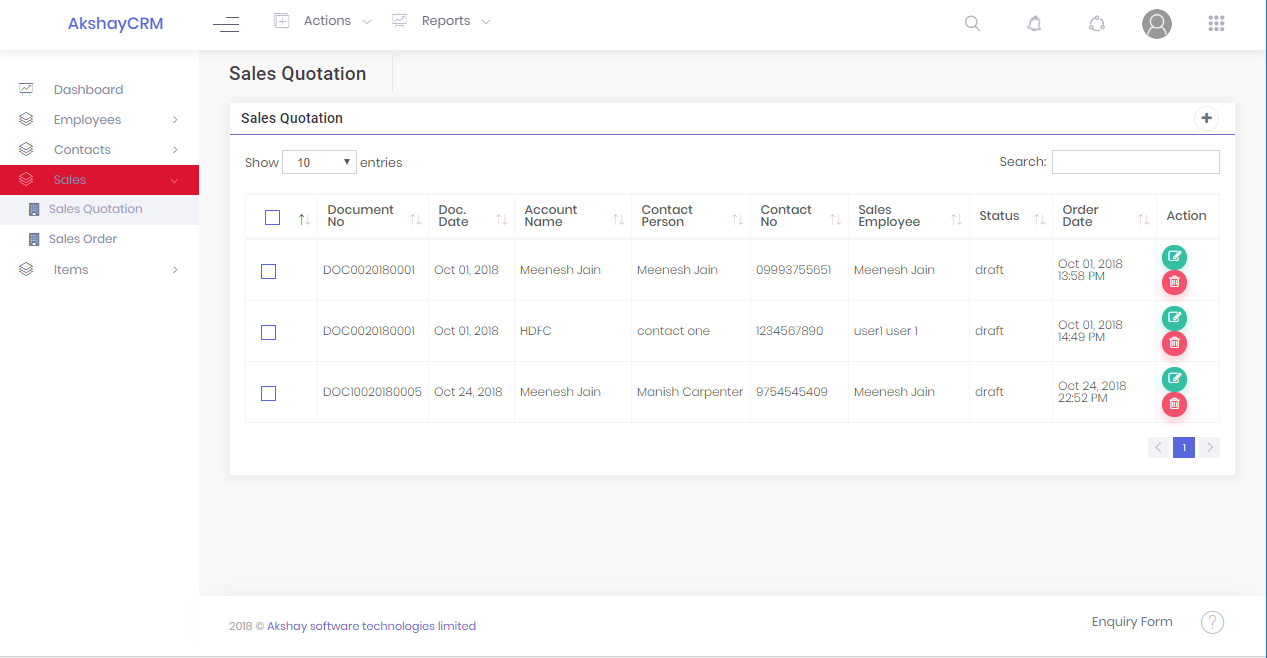 AkshayCRM
Actions
Reports
Dashboard
Employees
Contacts
Sales
Sales Quotation
Sales Order
Items
Sales Quotation
Sales Quotation
Show 10 entries
Search:
Document No
Doc. Date
Account Name
Contact Person
Contact No
Sales Employee
Status
Order Date
Action
DOC0020180001 Oct 01, 2018 Meenesh Jain Meenesh Jain 09993755651 Meenesh Jain draft Oct 01, 2018 13:58 PM
DOC0020180001 Oct 01, 2018 HDFC contact one 1234567890 user1 user 1 draft Oct 01, 2018 14:49 PM
DOC10020180005 Oct 24, 2018 Meenesh Jain Manish Carpenter 9754545409 Meenesh Jain draft Oct 24, 2018 22:52 PM
1
2018 © Akshay software technologies limited
Enquiry Form
?